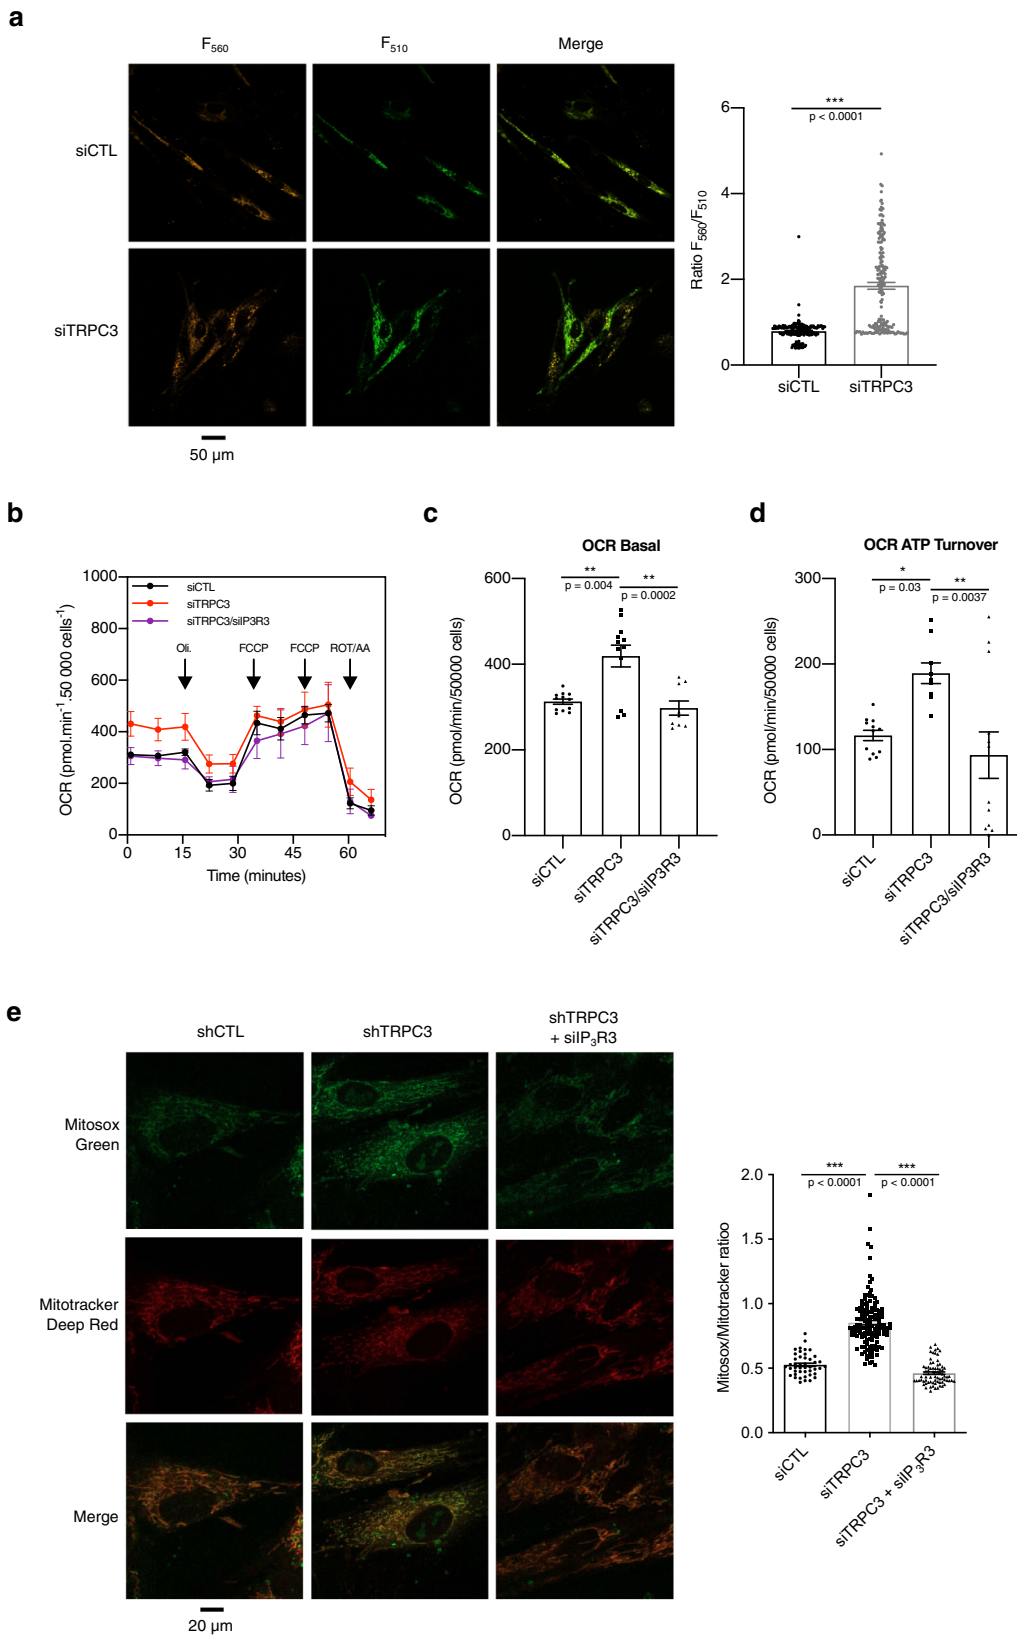 a
F560
F510
Merge
siCTL
siTRPC3
50 µm
Ratio F560/F510
6
4
2
0
***
p < 0.0001
siCTL
siTRPC3
b
OCR (pmol.min-1.50 000 cells-1)
1000
800
600
400
200
0
siCTL
siTRPC3
siTRPC3/siIP3R3
Oli.
FCCP
FCCP
ROT/AA
0
15
30
45
60
Time (minutes)
c
OCR Basal
OCR (pmol/min/50000 cells)
600
400
200
0
**
p = 0.004
**
p = 0.0002
siCTL
siTRPC3
siTRPC3/siIP3R3
d
OCR ATP Turnover
OCR (pmol/min/50000 cells)
300
200
100
0
*
p = 0.03
**
p = 0.0037
siCTL
siTRPC3
siTRPC3/siIP3R3
e
shCTL
shTRPC3
shTRPC3
+ siIP3R3
Mitosox
Green
Mitotracker
Deep Red
Merge
20 µm
Mitosox/Mitotracker ratioo
2.0
1.5
1.0
0.5
0.0
***
p < 0.0001
***
p < 0.0001
siCTL
siTRPC3
siTRPC3 + siIP3R3